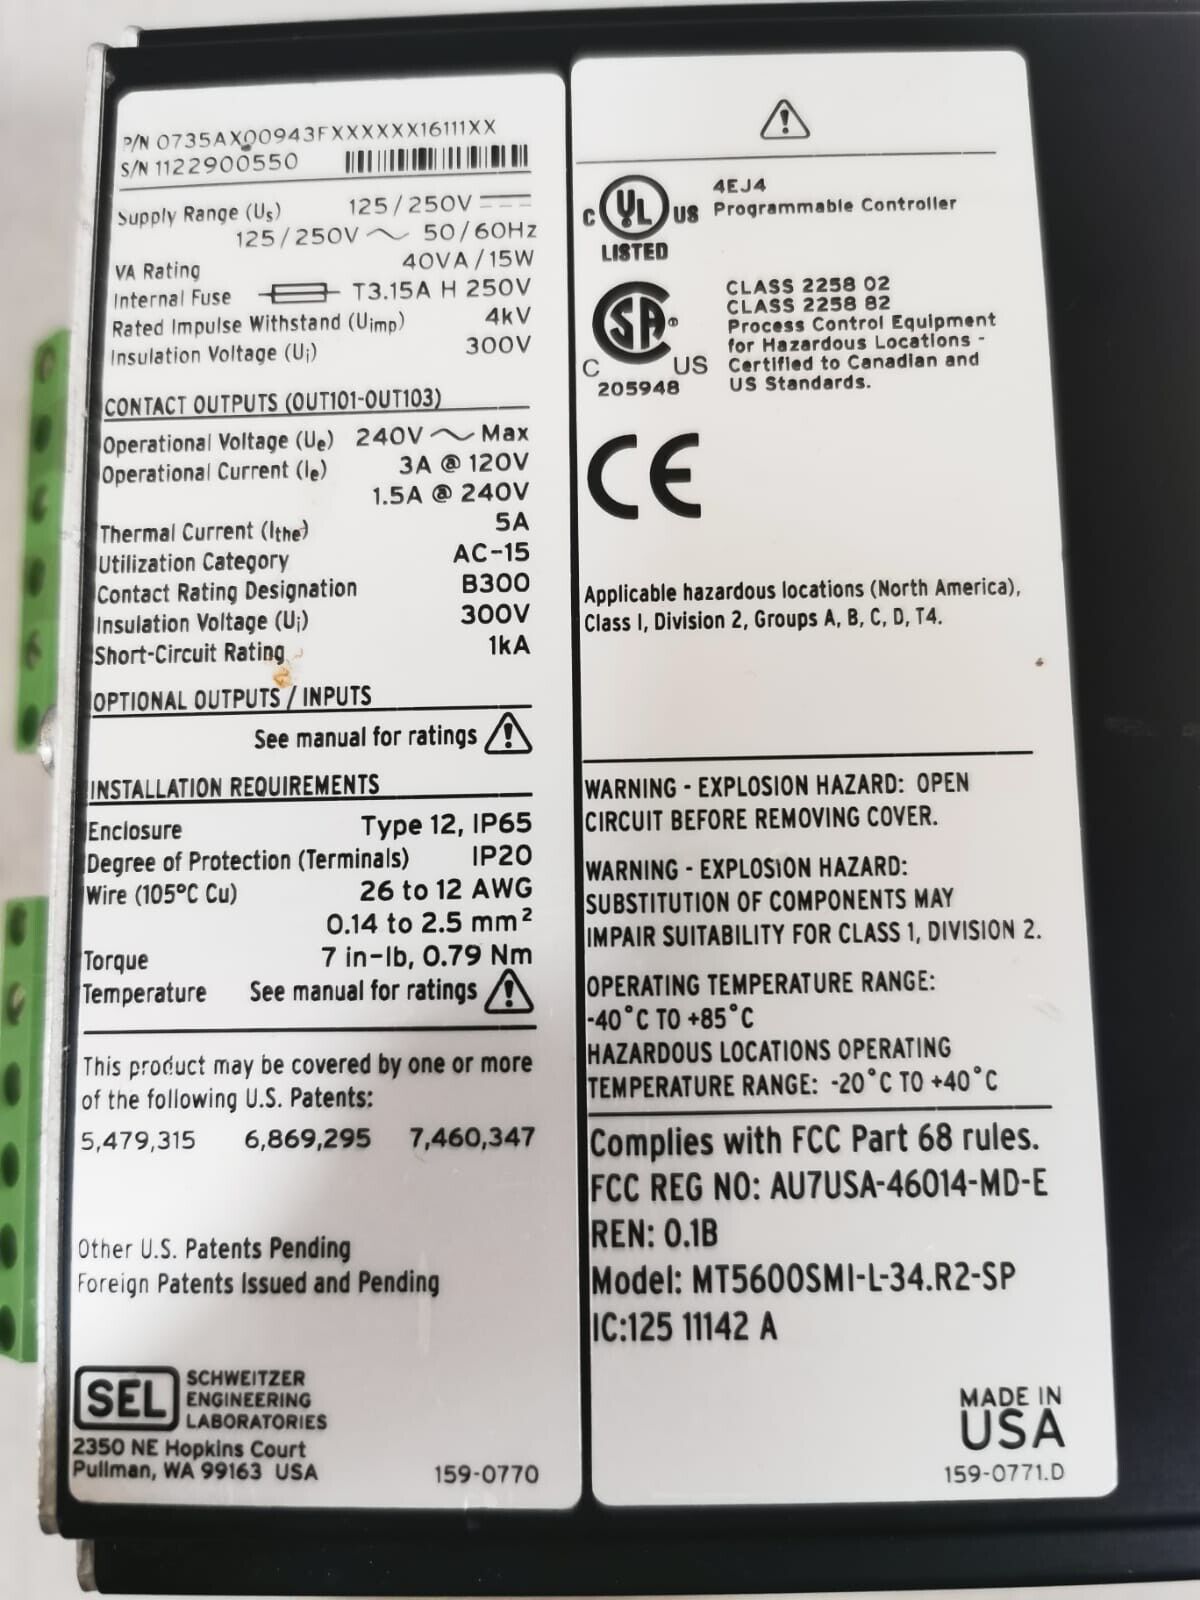 P/N 0735AX00943FXXXXXX16111XX
S/N 1122900550
Supply Range (Us) 125/250V
125/250V 50/60Hz
VA Rating 40VA/15W
Internal Fuse T3.15A H 250V
Rated Impulse Withstand (Uimp) 4kV
Insulation Voltage (Ui) 300V
CONTACT OUTPUTS (OUT101-OUT103)
Operational Voltage (Ue) 240V Max
Operational Current (Ie) 3A @ 120V
1.5A @ 240V
Thermal Current (Ithe) 5A
Utilization Category AC-15
Contact Rating Designation B300
Insulation Voltage (Ui) 300V
Short-Circuit Rating 1kA
OPTIONAL OUTPUTS / INPUTS
See manual for ratings
INSTALLATION REQUIREMENTS
Enclosure Type 12, IP65
Degree of Protection (Terminals) IP20
Wire (105°C Cu) 26 to 12 AWG
0.14 to 2.5 mm²
Torque 7 in-lb, 0.79 Nm
Temperature See manual for ratings
This product may be covered by one or more
of the following U.S. Patents:
5,479,315 6,869,295 7,460,347
Other U.S. Patents Pending
Foreign Patents Issued and Pending
SEL SCHWEITZER
ENGINEERING
LABORATORIES
2350 NE Hopkins Court
Pullman, WA 99163 USA 159-0770
C UL US
LISTED
4EJ4
Programmable Controller
SA®
C US
205948
CLASS 2258 02
CLASS 2258 82
Process Control Equipment
for Hazardous Locations -
Certified to Canadian and
US Standards.
CE
Applicable hazardous locations (North America),
Class I, Division 2, Groups A, B, C, D, T4.
WARNING - EXPLOSION HAZARD: OPEN
CIRCUIT BEFORE REMOVING COVER.
WARNING - EXPLOSION HAZARD:
SUBSTITUTION OF COMPONENTS MAY
IMPAIR SUITABILITY FOR CLASS 1, DIVISION 2.
OPERATING TEMPERATURE RANGE:
-40°C TO +85°C
HAZARDOUS LOCATIONS OPERATING
TEMPERATURE RANGE: -20°C TO +40°C
Complies with FCC Part 68 rules.
FCC REG NO: AU7USA-46014-MD-E
REN: 0.1B
Model: MT5600SMI-L-34.R2-SP
IC:125 11142 A
MADE IN
USA
159-0771.D